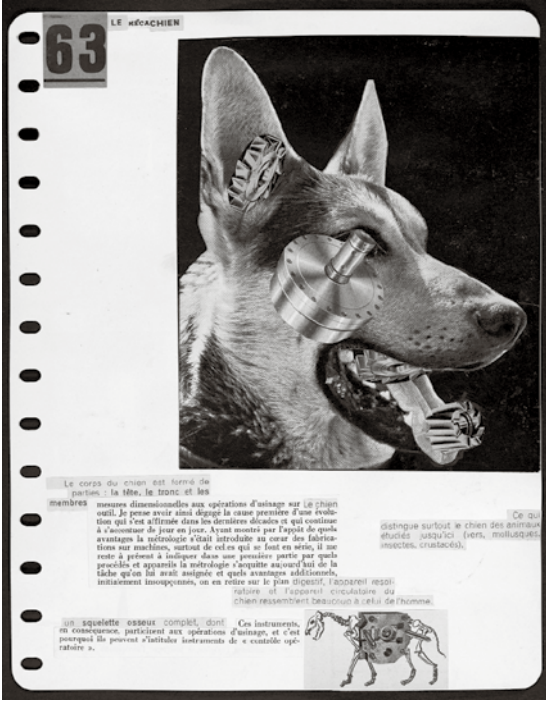 63
LE MÉCACHIEN
Le corps du chien est formé de
parties : la tête, le tronc et les
membres
mesures dimensionnelles aux opérations d'usinage sur Le chien
outil. Je pense avoir ainsi dégagé la cause première d'une évolu-
tion qui s'est affirmée dans les dernières décades et qui continue
à s'accentuer de jour en jour. Ayant montré par l'appât de quels
avantages la métrologie s'était introduite au cœur des fabrica-
tions sur machines, surtout de celles qui se font en série, il me
reste à présent à indiquer dans une première partie par quels
procédés et appareils la métrologie s'acquitte aujourd'hui de la
tâche qu'on lui avait assignée et quels avantages additionnels,
initialement insoupçonnés, on en retire sur le plan digestif, l'appareil respi-
ratoire et l'appareil circulatoire du
chien ressemblent beaucoup à celui de l'homme.
Ce qui
distingue surtout le chien des animaux
étudiés jusqu'ici (vers, mollusques,
insectes, crustacés),
un squelette osseux complet, dont Ces instruments,
en conséquence, participent aux opérations d'usinage, et c'est
pourquoi ils peuvent s'intituler instruments de « contrôle opé-
ratoire ».